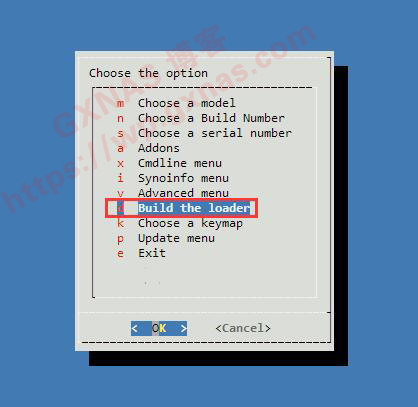 Choose the option
m Choose a model
n Choose a Build Number
s Choose a serial number
a Addons
x Cmdline menu
i Synoinfo menu
v Advanced menu
d Build the loader
k Choose a keymap
p Update menu
e Exit
< OK > <Cancel>
GXNAS 博客
https://wp.gxnas.com